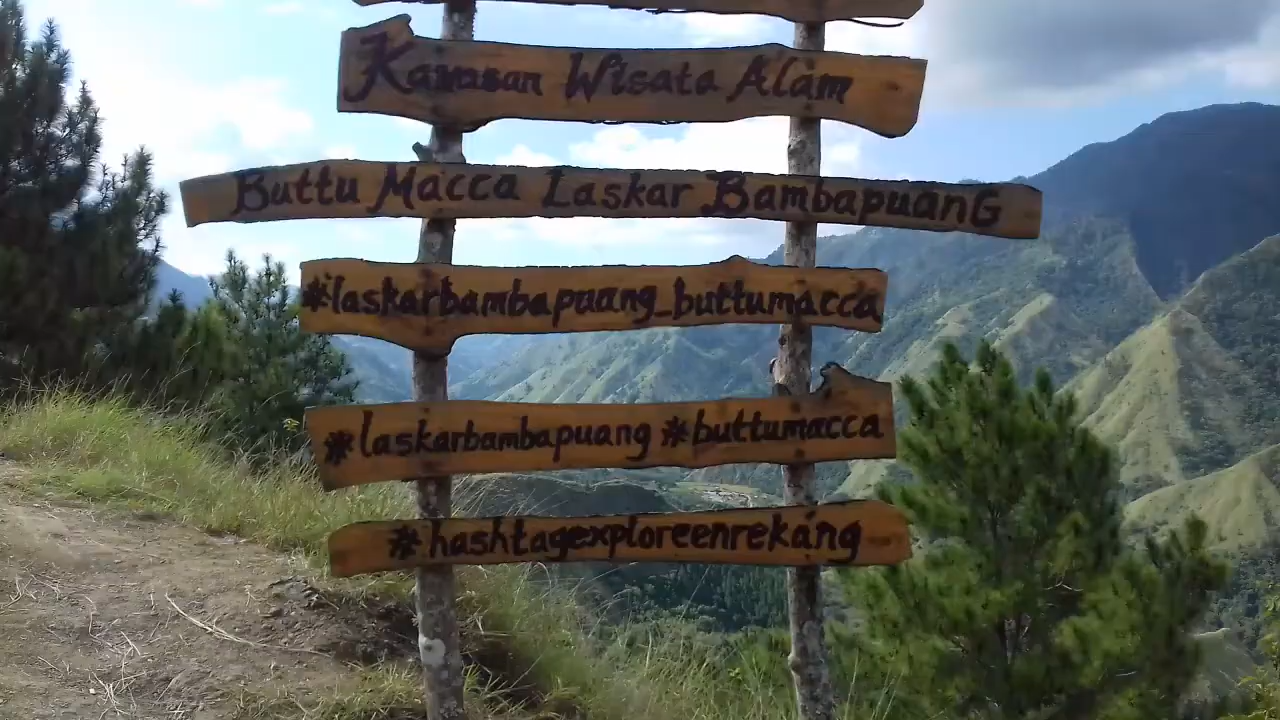 Kawasan Wisata Alam
Buttu Macca Laskar Bambapuang
#laskarbambapuang_buttumacca
#laskarbambapuang #buttumacca
#hashtagexploreenrekang